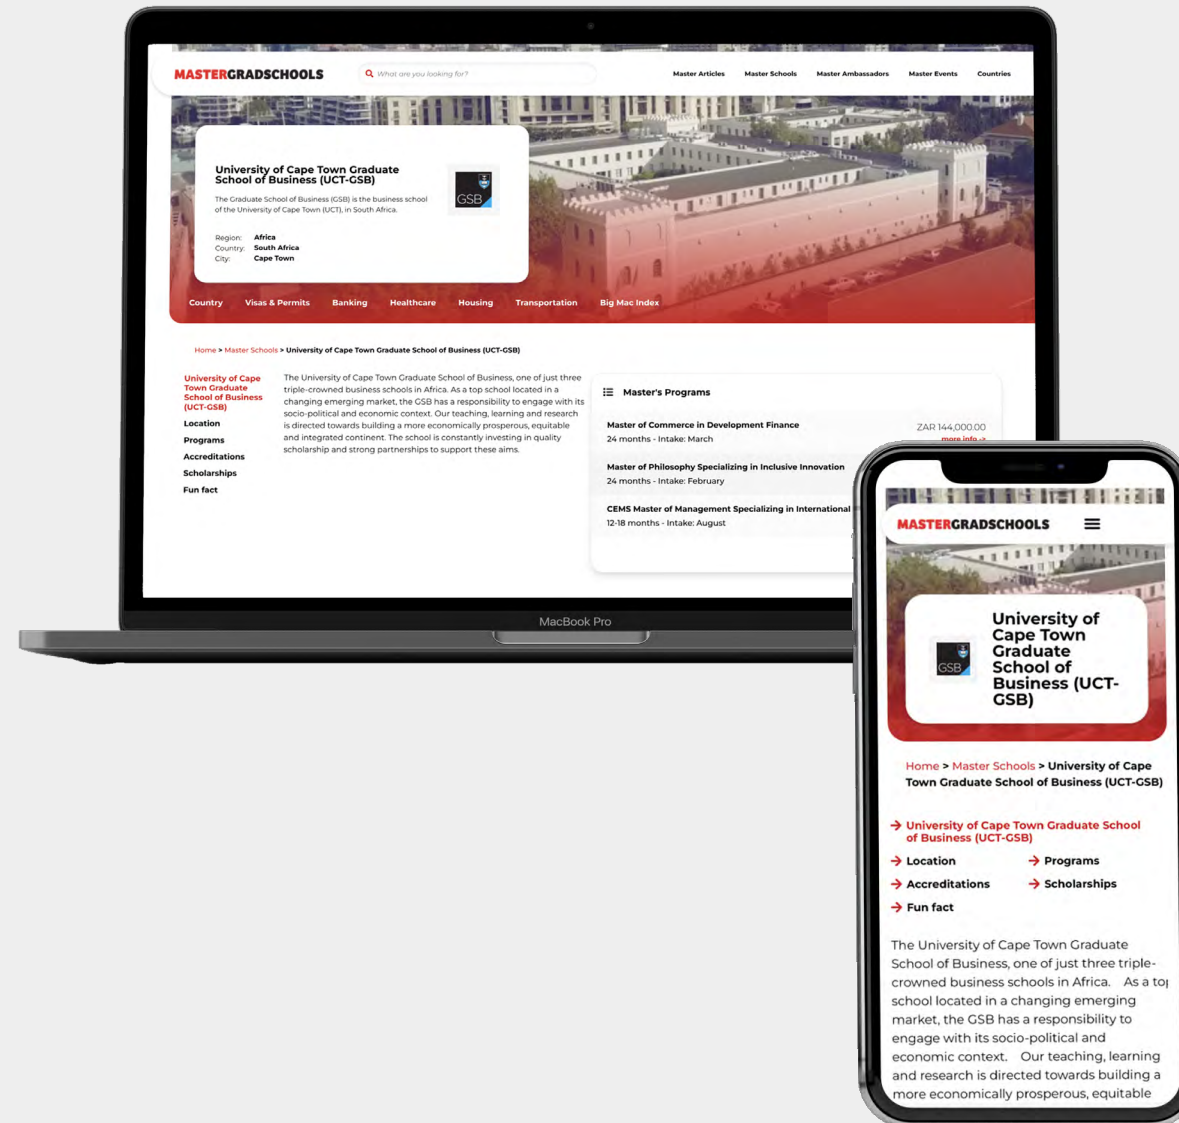 MASTERGRADSCHOOLS
What are you looking for?
Master Articles
Master Schools
Master Ambassadors
Master Events
Countries
University of Cape Town Graduate
School of Business (UCT-GSB)
The Graduate School of Business (GSB) is the business school
of the University of Cape Town (UCT), in South Africa.
GSB
Region: Africa
Country: South Africa
City: Cape Town
Country
Visas & Permits
Banking
Healthcare
Housing
Transportation
Big Mac Index
Home > Master Schools > University of Cape Town Graduate School of Business (UCT-GSB)
University of Cape
Town Graduate
School of Business
(UCT-GSB)
Location
Programs
Accreditations
Scholarships
Fun fact
The University of Cape Town Graduate School of Business, one of just three
triple-crowned business schools in Africa. As a top school located in a
changing emerging market, the GSB has a responsibility to engage with its
socio-political and economic context. Our teaching, learning and research
is directed towards building a more economically prosperous, equitable
and integrated continent. The school is constantly investing in quality
scholarship and strong partnerships to support these aims.
Master's Programs
Master of Commerce in Development Finance
24 months - Intake: March
ZAR 144,000.00
more info ->
Master of Philosophy Specializing in Inclusive Innovation
24 months - Intake: February
CEMS Master of Management Specializing in International
12-18 months - Intake: August
MacBook Pro
MASTERGRADSCHOOLS
GSB
University of
Cape Town
Graduate
School of
Business (UCT-
GSB)
Home > Master Schools > University of Cape
Town Graduate School of Business (UCT-GSB)
→ University of Cape Town Graduate School
of Business (UCT-GSB)
→ Location
→ Programs
→ Accreditations
→ Scholarships
→ Fun fact
The University of Cape Town Graduate
School of Business, one of just three triple-
crowned business schools in Africa. As a top
school located in a changing emerging
market, the GSB has a responsibility to
engage with its socio-political and
economic context. Our teaching, learning
and research is directed towards building a
more economically prosperous, equitable